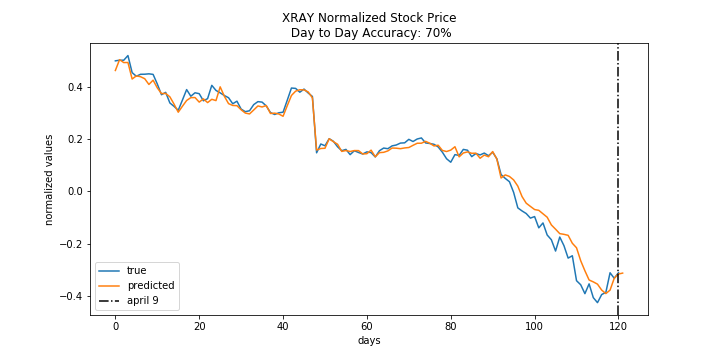 XRAY Normalized Stock Price
Day to Day Accuracy: 70%
normalized values
0.4
0.2
0.0
−0.2
−0.4
true
predicted
april 9
0
20
40
60
80
100
120
days